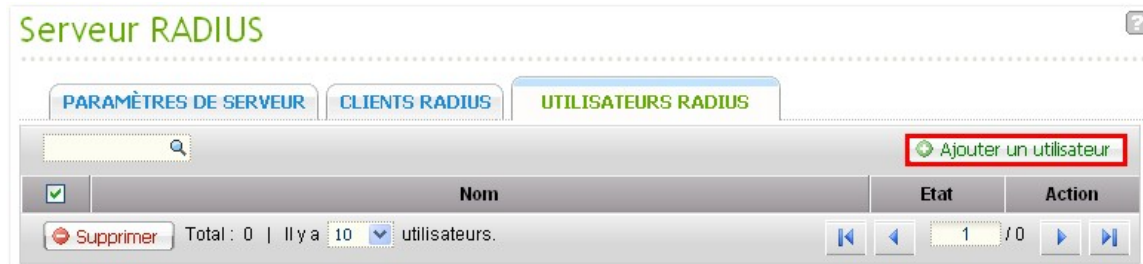 Serveur RADIUS
?
PARAMÈTRES DE SERVEUR CLIENTS RADIUS UTILISATEURS RADIUS
Ajouter un utilisateur
Nom Etat Action
Supprimer Total : 0 | Il y a 10 utilisateurs. 1 / 0